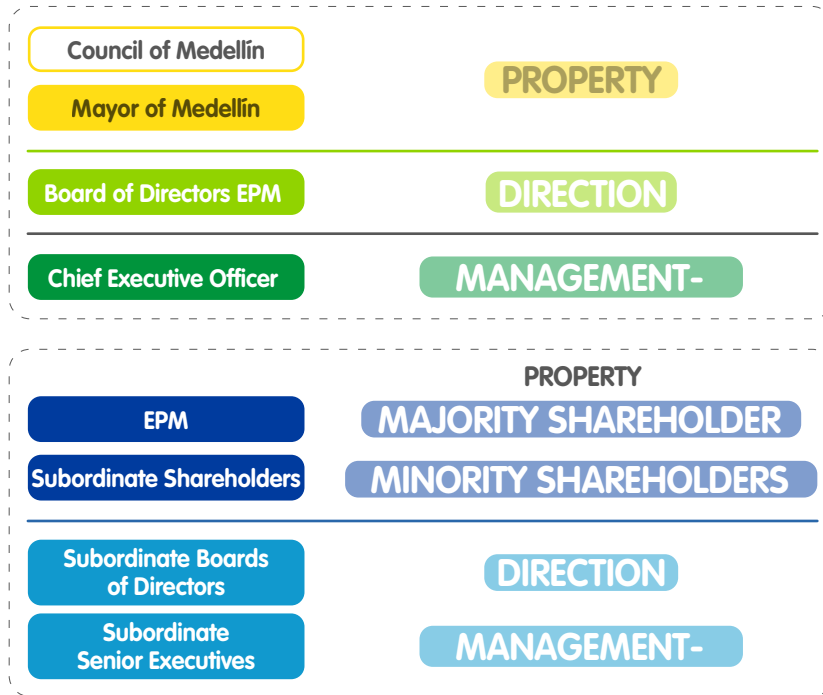 Council of Medellín
PROPERTY
Mayor of Medellín
Board of Directors EPM
DIRECTION
Chief Executive Officer
MANAGEMENT-
PROPERTY
EPM
MAJORITY SHAREHOLDER
Subordinate Shareholders
MINORITY SHAREHOLDERS
Subordinate Boards
of Directors
DIRECTION
Subordinate
Senior Executives
MANAGEMENT-